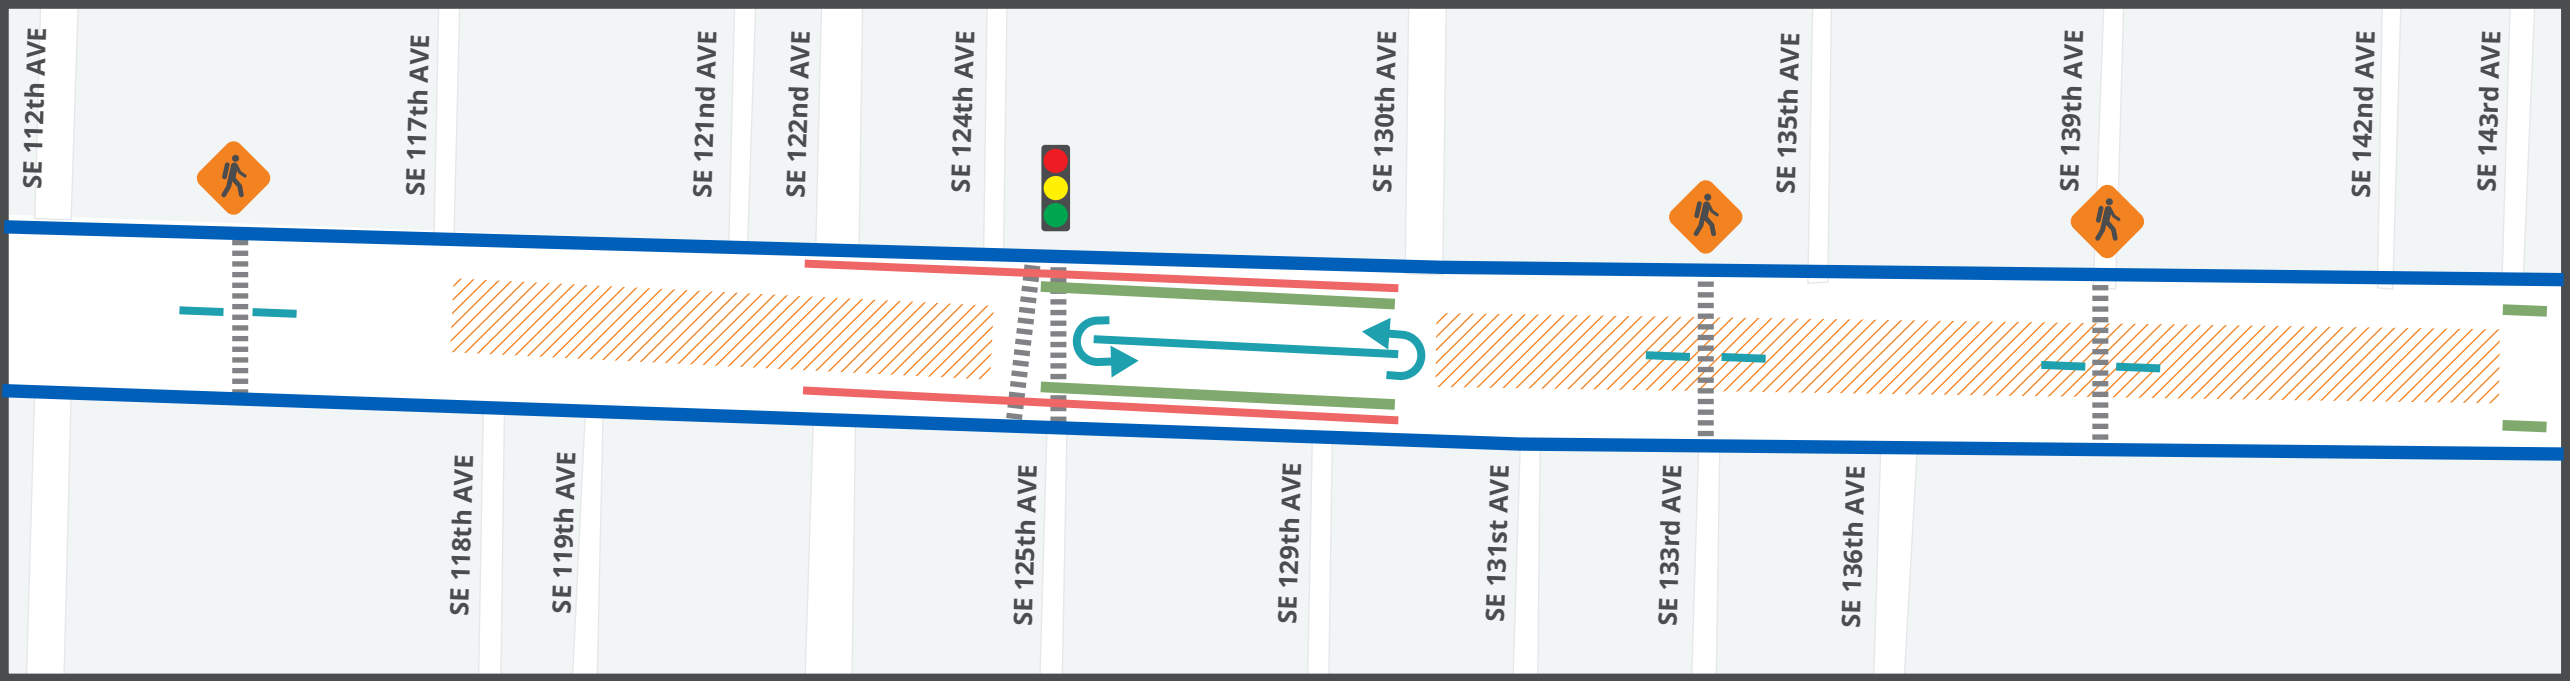 SE 112th AVE
SE 117th AVE
SE 121nd AVE
SE 122nd AVE
SE 124th AVE
SE 130th AVE
SE 135th AVE
SE 139th AVE
SE 142nd AVE
SE 143rd AVE
SE 118th AVE
SE 119th AVE
SE 125th AVE
SE 129th AVE
SE 131st AVE
SE 133rd AVE
SE 136th AVE